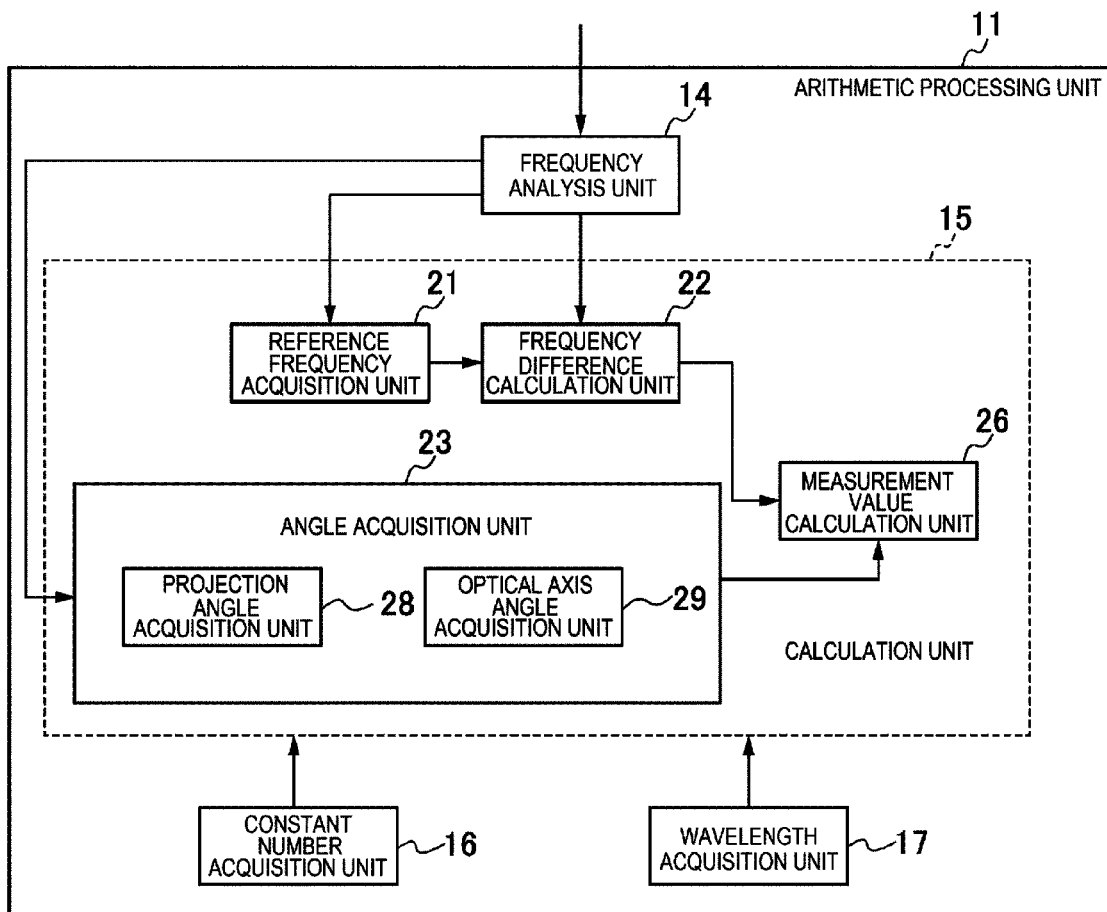 11
ARITHMETIC PROCESSING UNIT
14
FREQUENCY
ANALYSIS UNIT
15
21
22
REFERENCE
FREQUENCY
ACQUISITION UNIT
FREQUENCY
DIFFERENCE
CALCULATION UNIT
23
26
MEASUREMENT
VALUE
CALCULATION UNIT
ANGLE ACQUISITION UNIT
PROJECTION
ANGLE
ACQUISITION UNIT
28
OPTICAL AXIS
ANGLE
ACQUISITION UNIT
29
CALCULATION UNIT
CONSTANT
NUMBER
ACQUISITION UNIT
16
WAVELENGTH
ACQUISITION UNIT
17